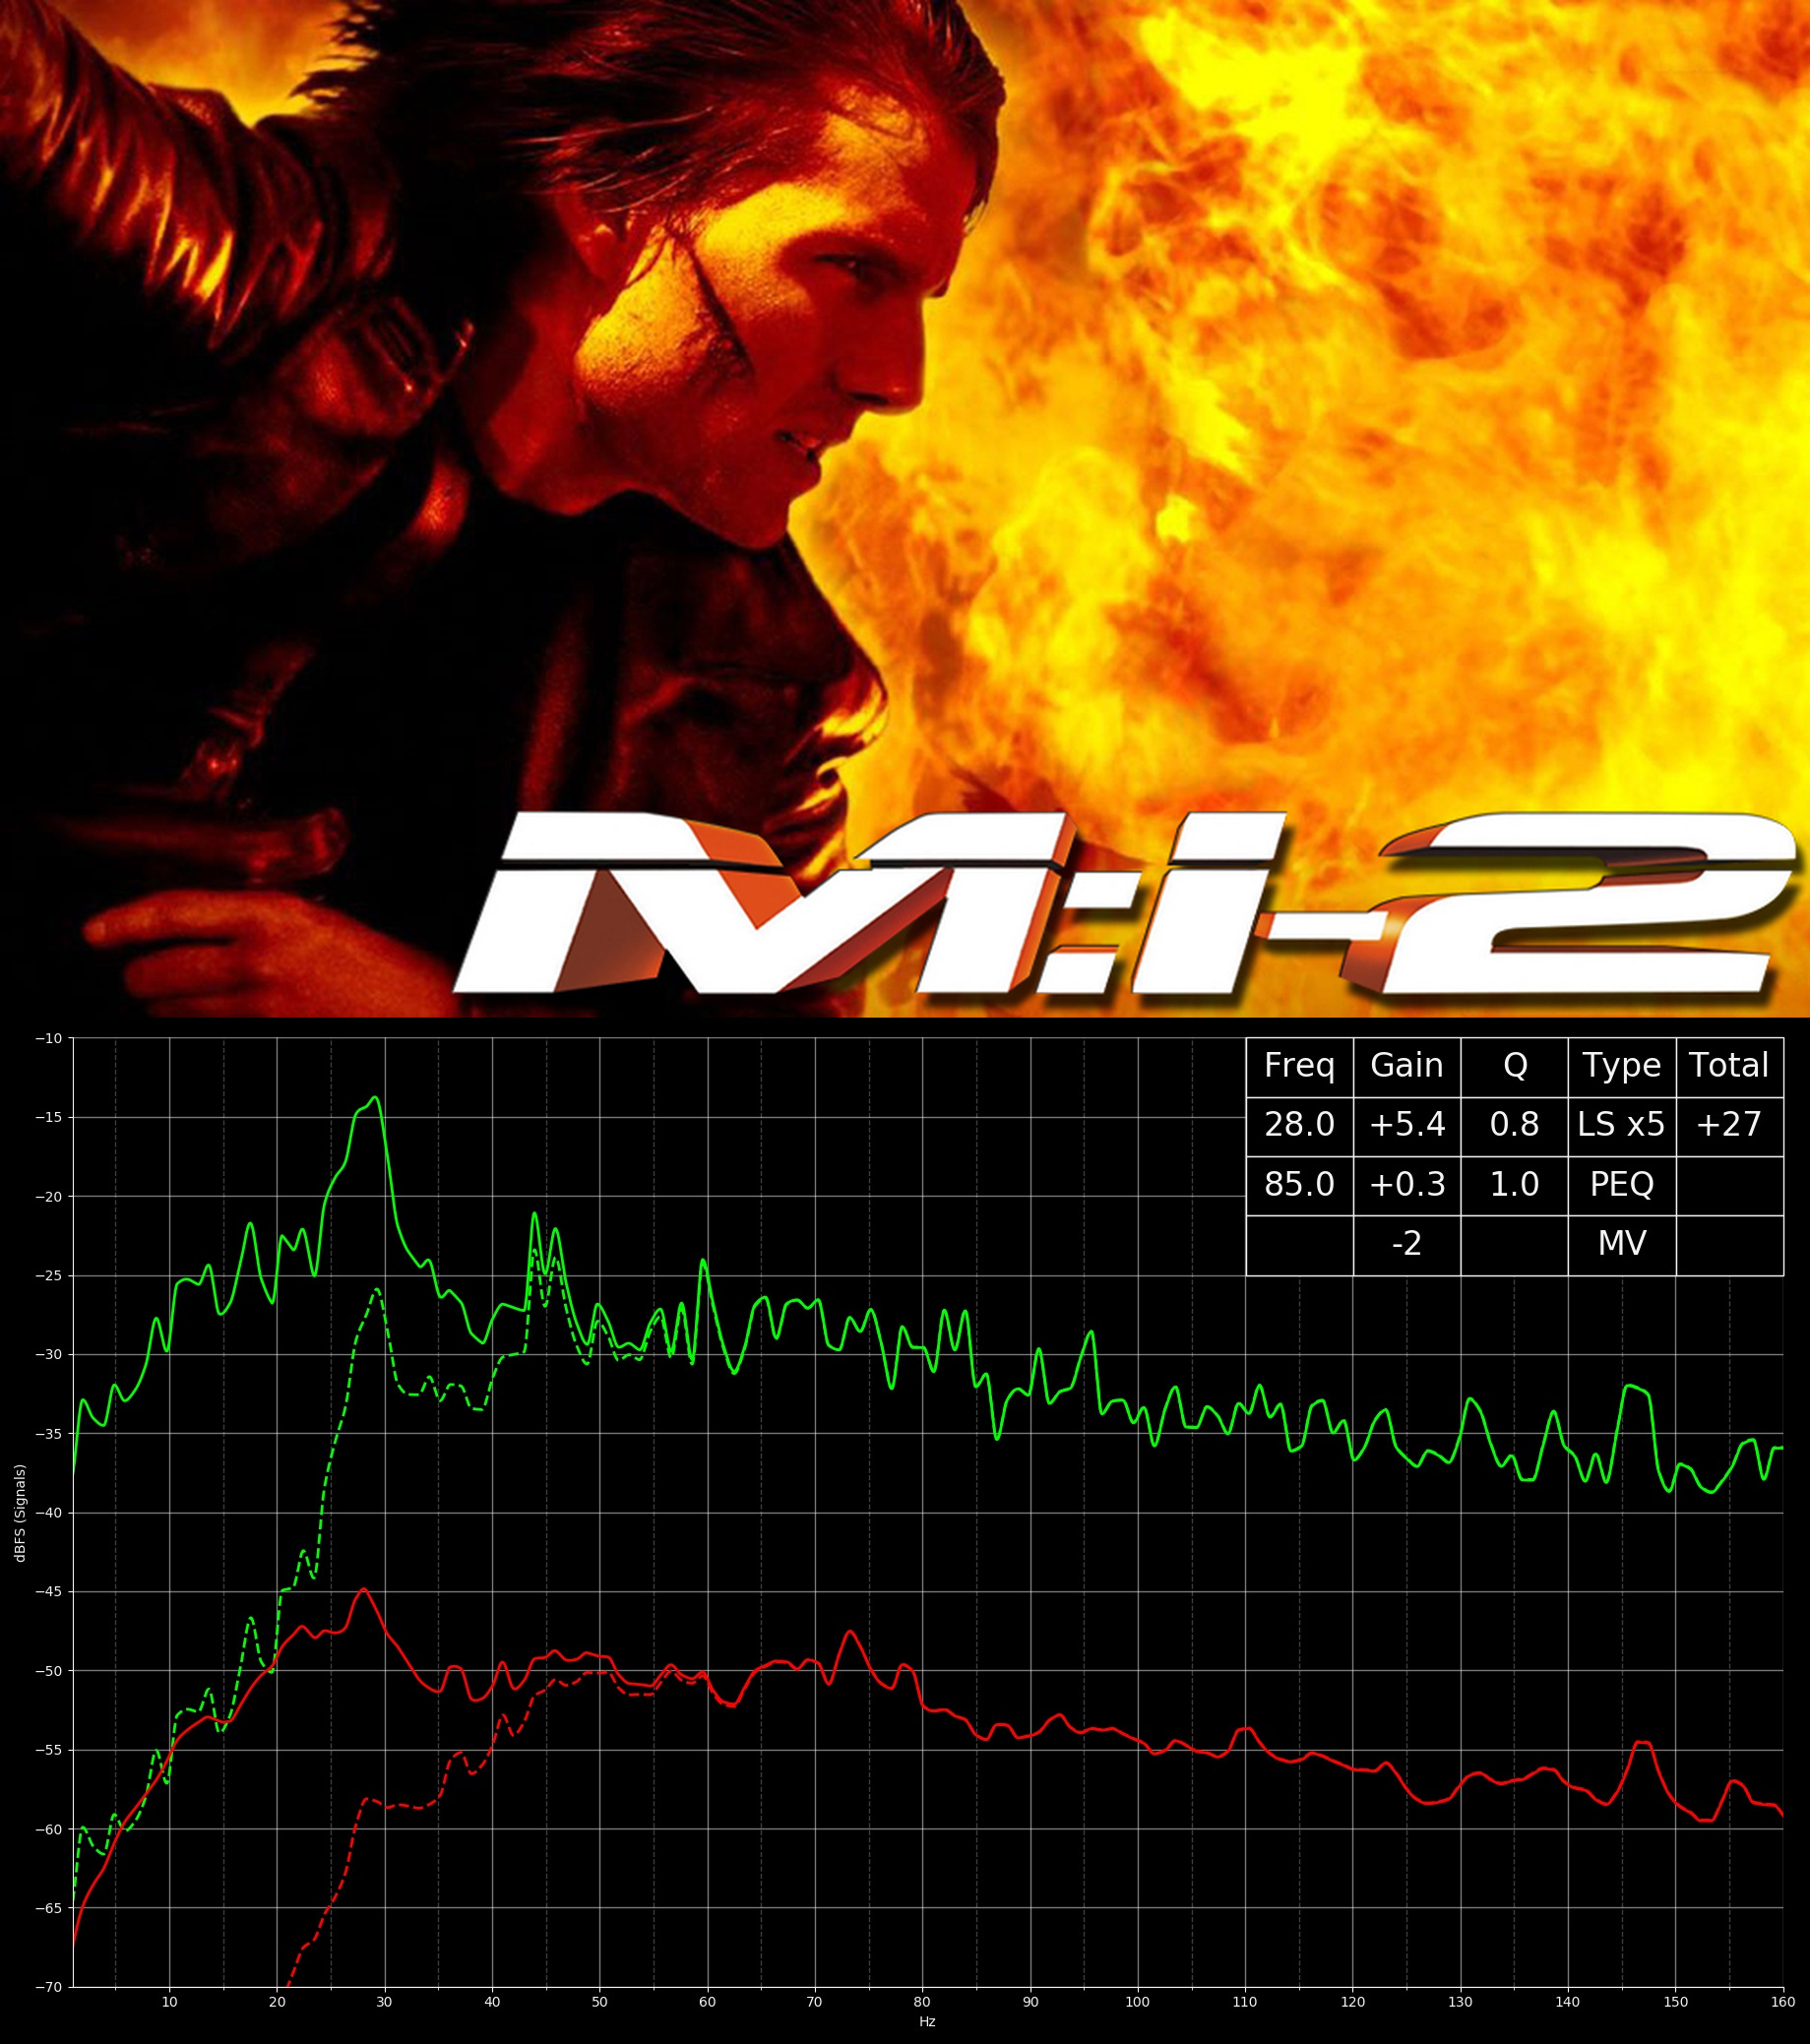 M:i-2
Freq Gain Q Type Total
28.0 +5.4 0.8 LS x5 +27
85.0 +0.3 1.0 PEQ
-2 MV
−10
−15
−20
−25
−30
−35
−40
−45
−50
−55
−60
−65
−70
dBFS (Signals)
10 20 30 40 50 60 70 80 90 100 110 120 130 140 150 160
Hz